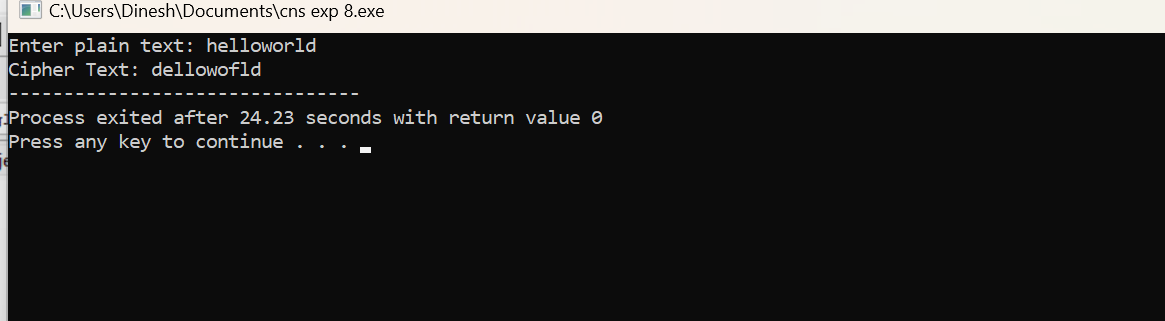 C:\Users\Dinesh\Documents\cns exp 8.exe
Enter plain text: helloworld
Cipher Text: dellowofld
--------------------------------
Process exited after 24.23 seconds with return value 0
Press any key to continue . . .